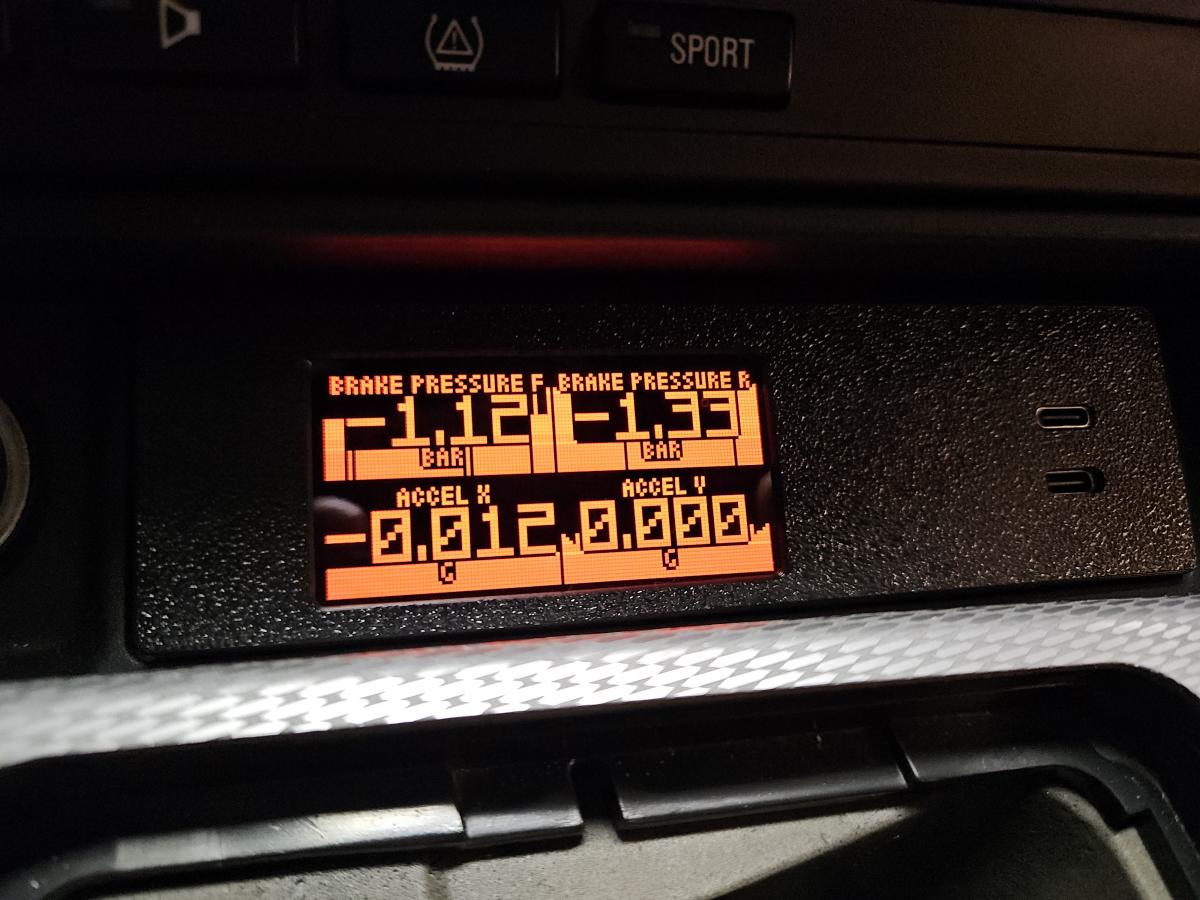 SPORT
BRAKE PRESSURE F BRAKE PRESSURE R
-1.12 -1.33
BAR BAR
ACCEL X ACCEL Y
-0.012 0.000
G G